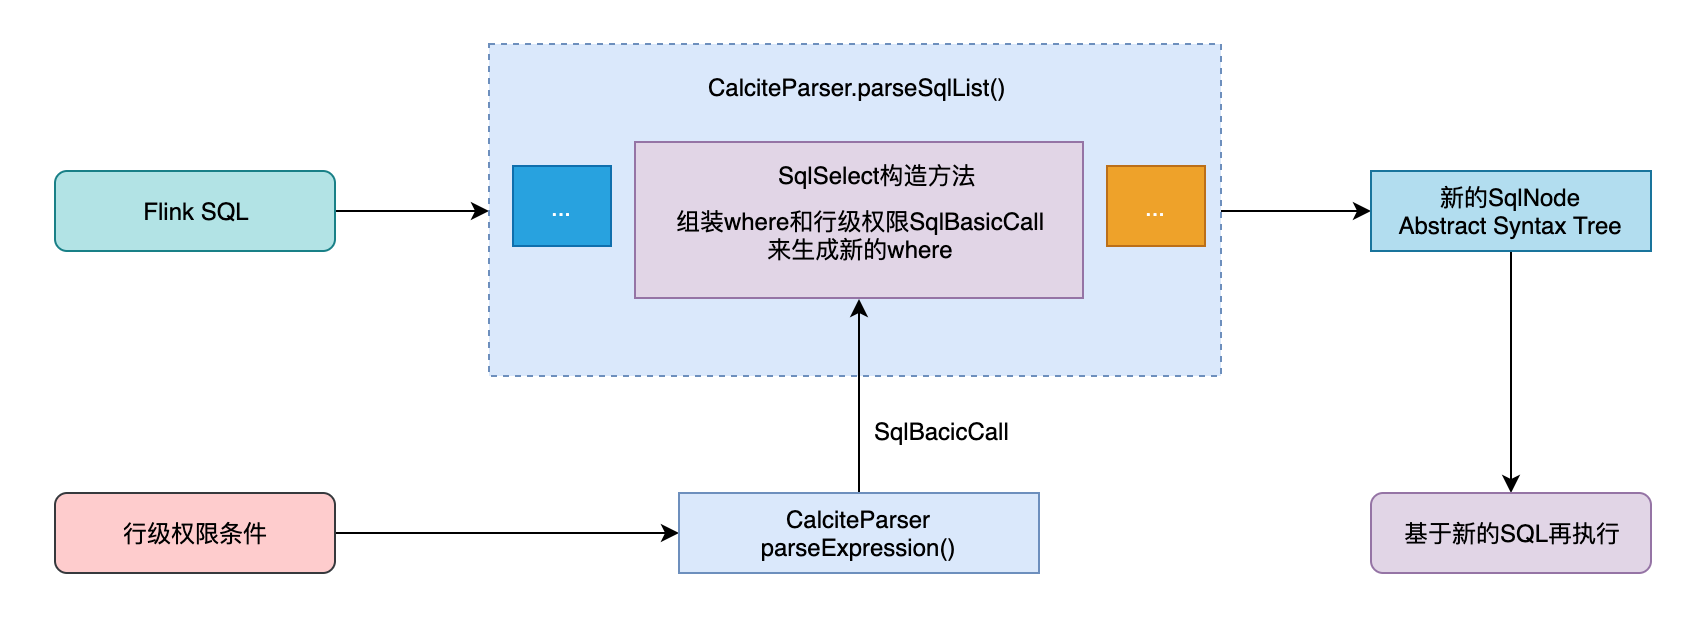 CalciteParser.parseSqlList()
Flink SQL
...
SqlSelect构造方法
组装where和行级权限SqlBasicCall
来生成新的where
...
新的SqlNode
Abstract Syntax Tree
SqlBacicCall
行级权限条件
CalciteParser
parseExpression()
基于新的SQL再执行